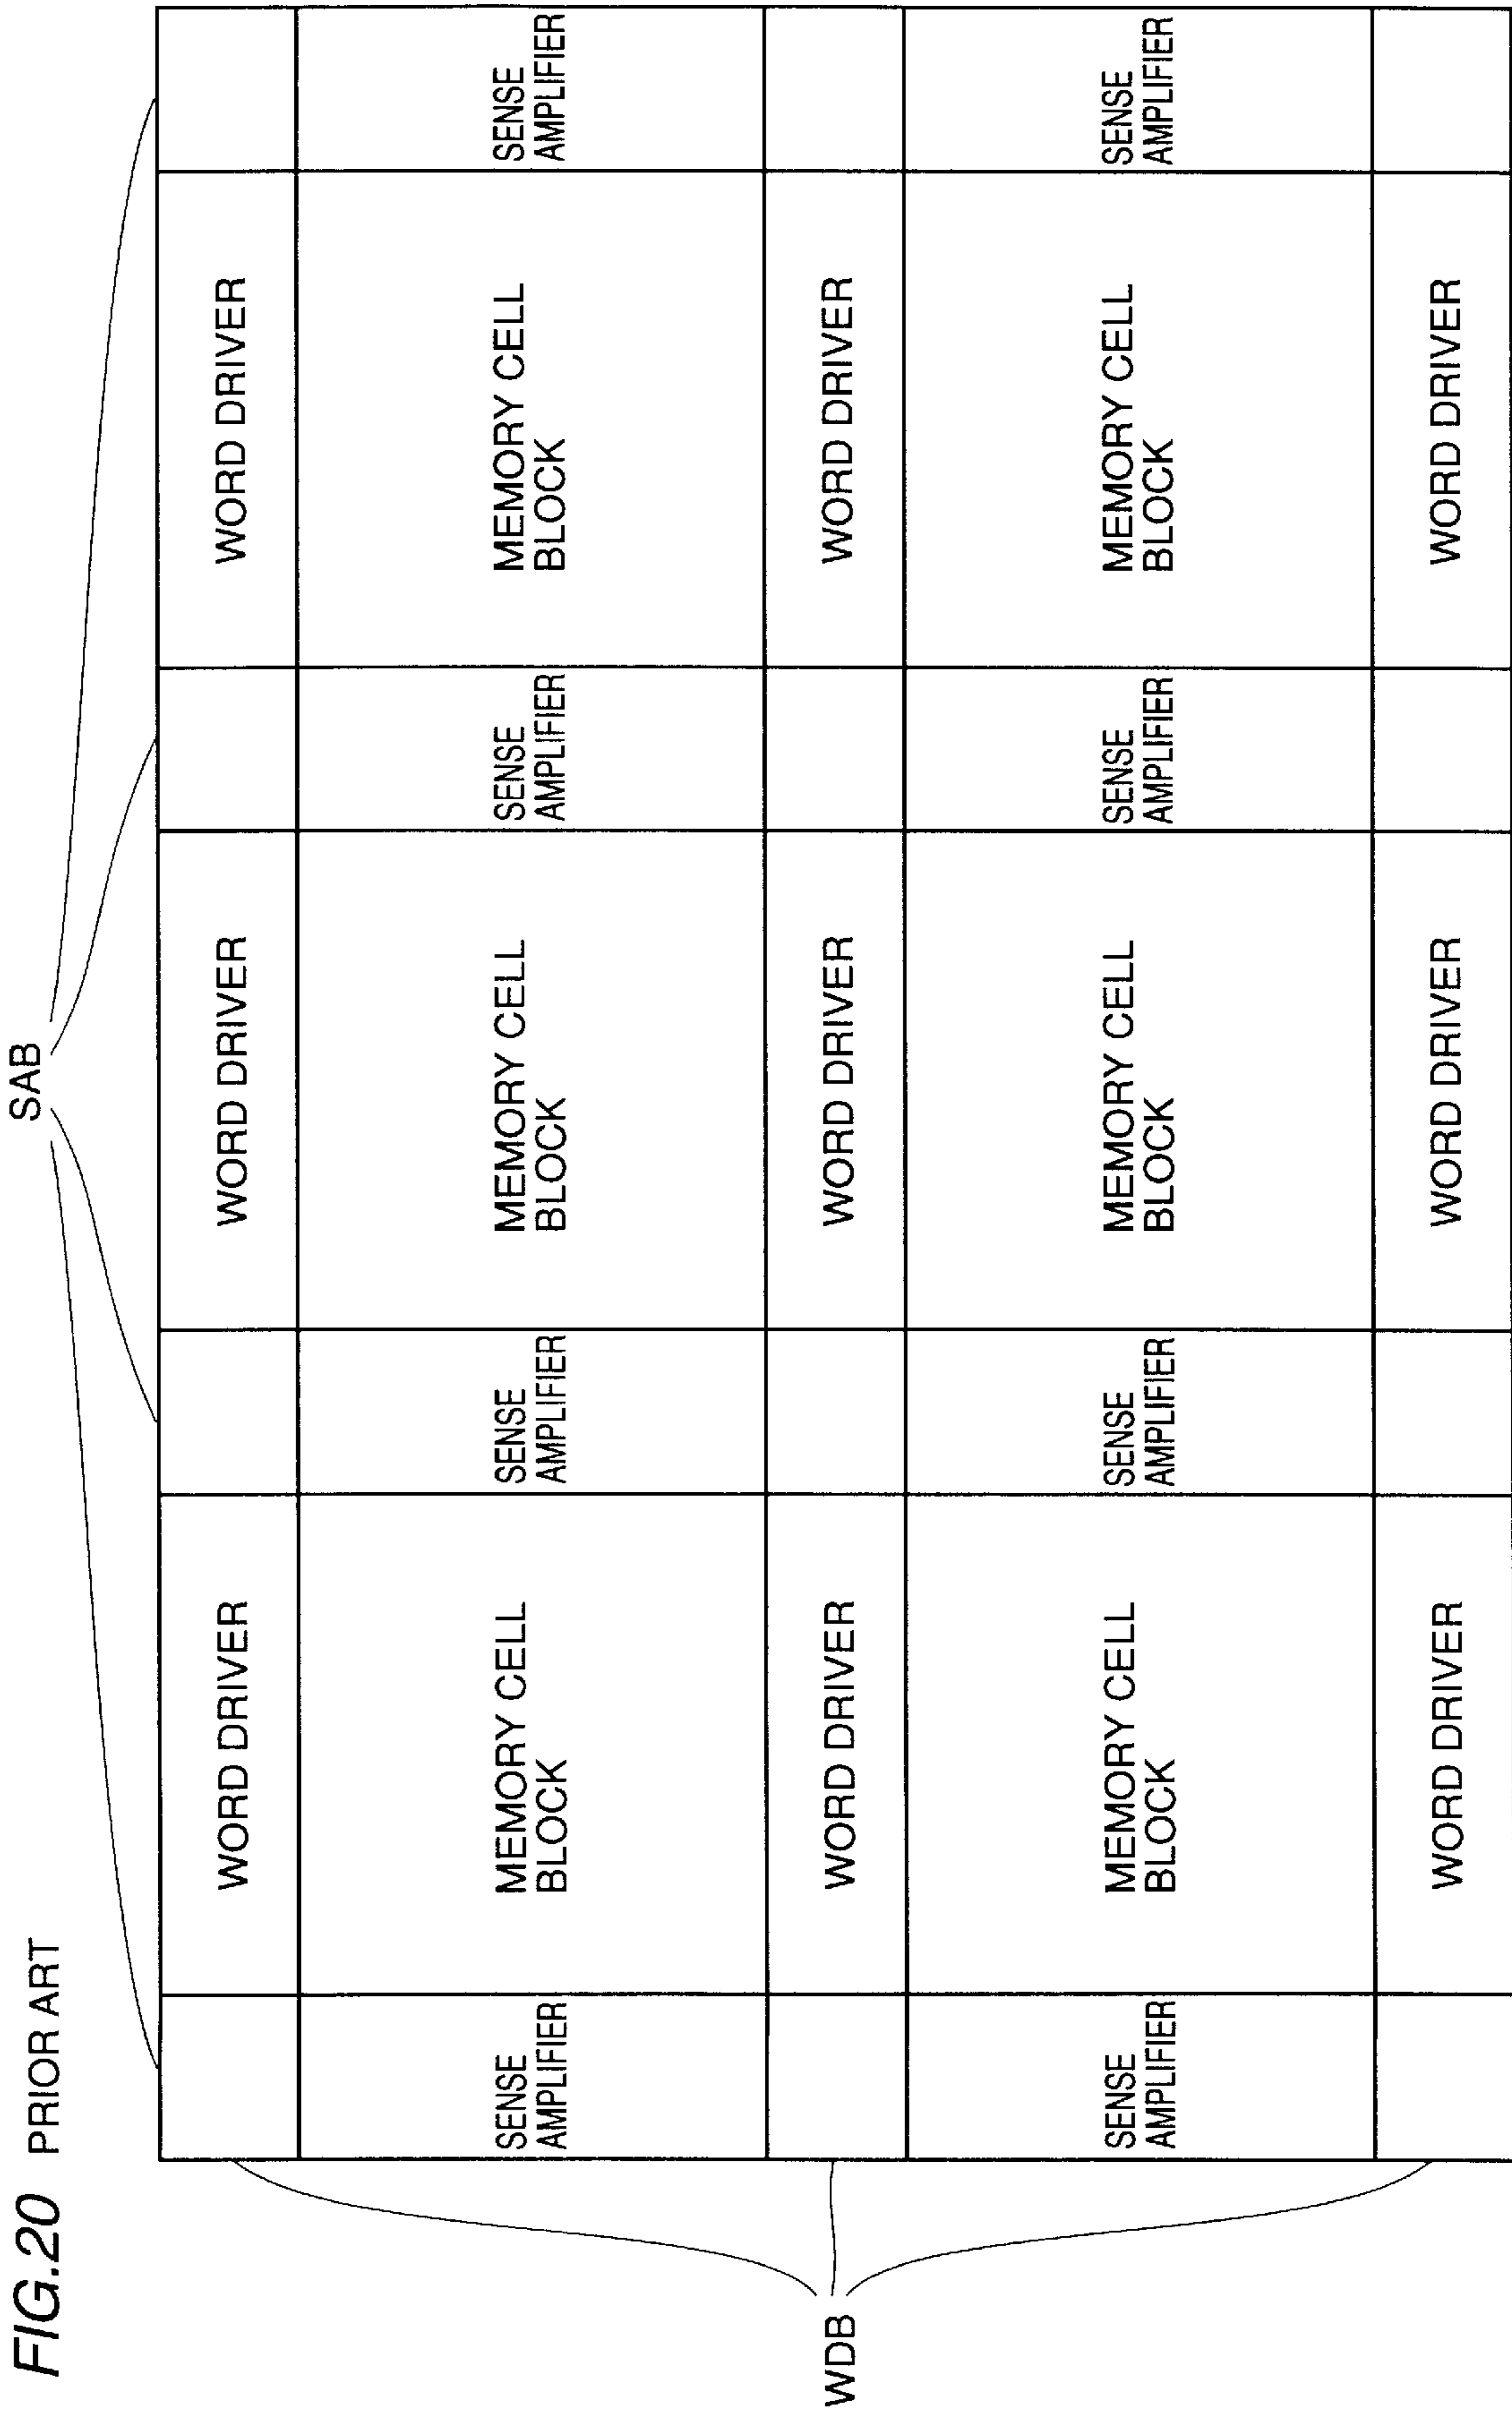 FIG.20 PRIOR ART
SAB
WORD DRIVER
WORD DRIVER
WORD DRIVER
SENSE
AMPLIFIER
MEMORY CELL
BLOCK
SENSE
AMPLIFIER
MEMORY CELL
BLOCK
SENSE
AMPLIFIER
MEMORY CELL
BLOCK
SENSE
AMPLIFIER
WDB
WORD DRIVER
WORD DRIVER
WORD DRIVER
SENSE
AMPLIFIER
MEMORY CELL
BLOCK
SENSE
AMPLIFIER
MEMORY CELL
BLOCK
SENSE
AMPLIFIER
MEMORY CELL
BLOCK
SENSE
AMPLIFIER
WORD DRIVER
WORD DRIVER
WORD DRIVER